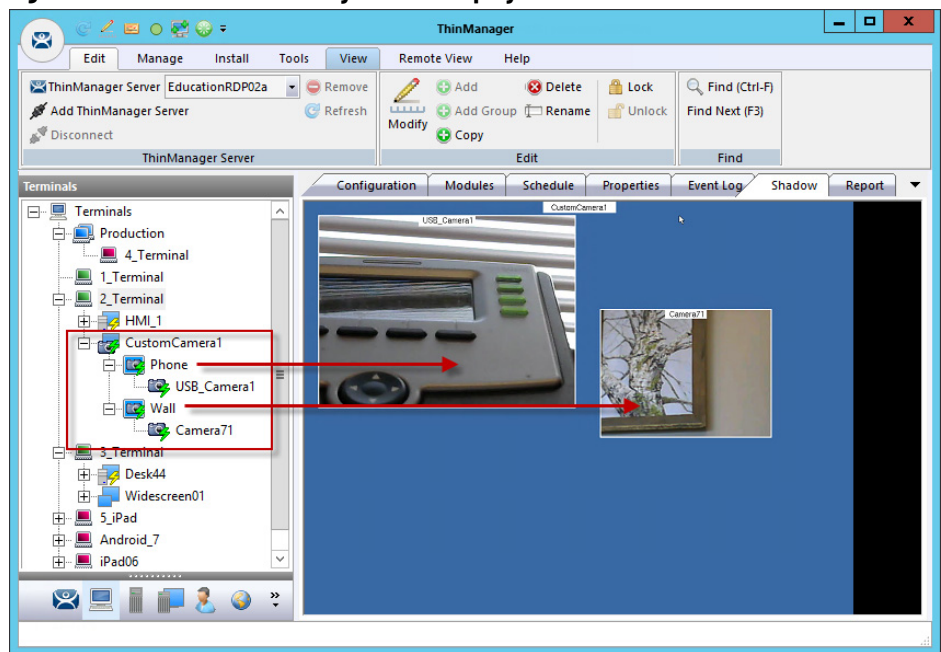 ThinManager
Edit Manage Install Tools View Remote View Help
ThinManager Server EducationRDP02a Remove
Add ThinManager Server Refresh
Disconnect
ThinManager Server
Modify
Add Delete Lock
Add Group Rename Unlock
Copy
Edit
Find (Ctrl-F)
Find Next (F3)
Find
Terminals
Configuration Modules Schedule Properties Event Log Shadow Report
Terminals
Production
4_Terminal
1_Terminal
2_Terminal
HMI_1
CustomCamera1
Phone
USB_Camera1
Wall
Camera71
3_Terminal
Desk44
Widescreen01
5_iPad
Android_7
iPad06
CustomCamera1
USB_Camera1
Camera71